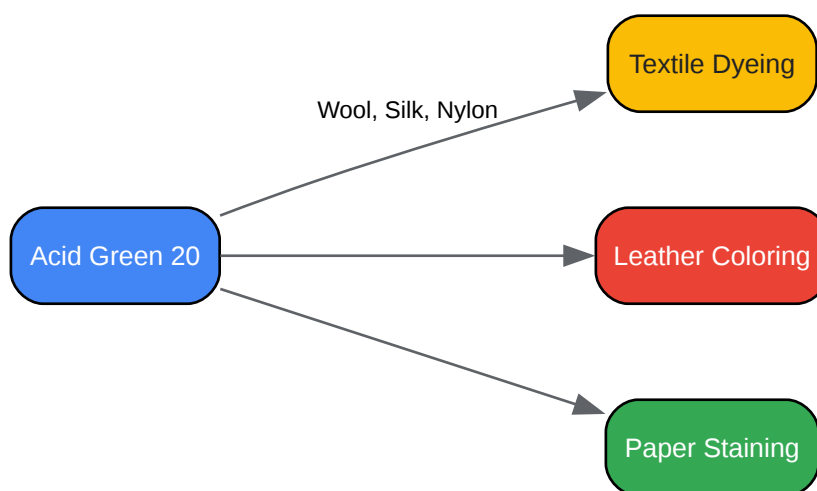 Textile Dyeing
Wool, Silk, Nylon
Acid Green 20
Leather Coloring
Paper Staining